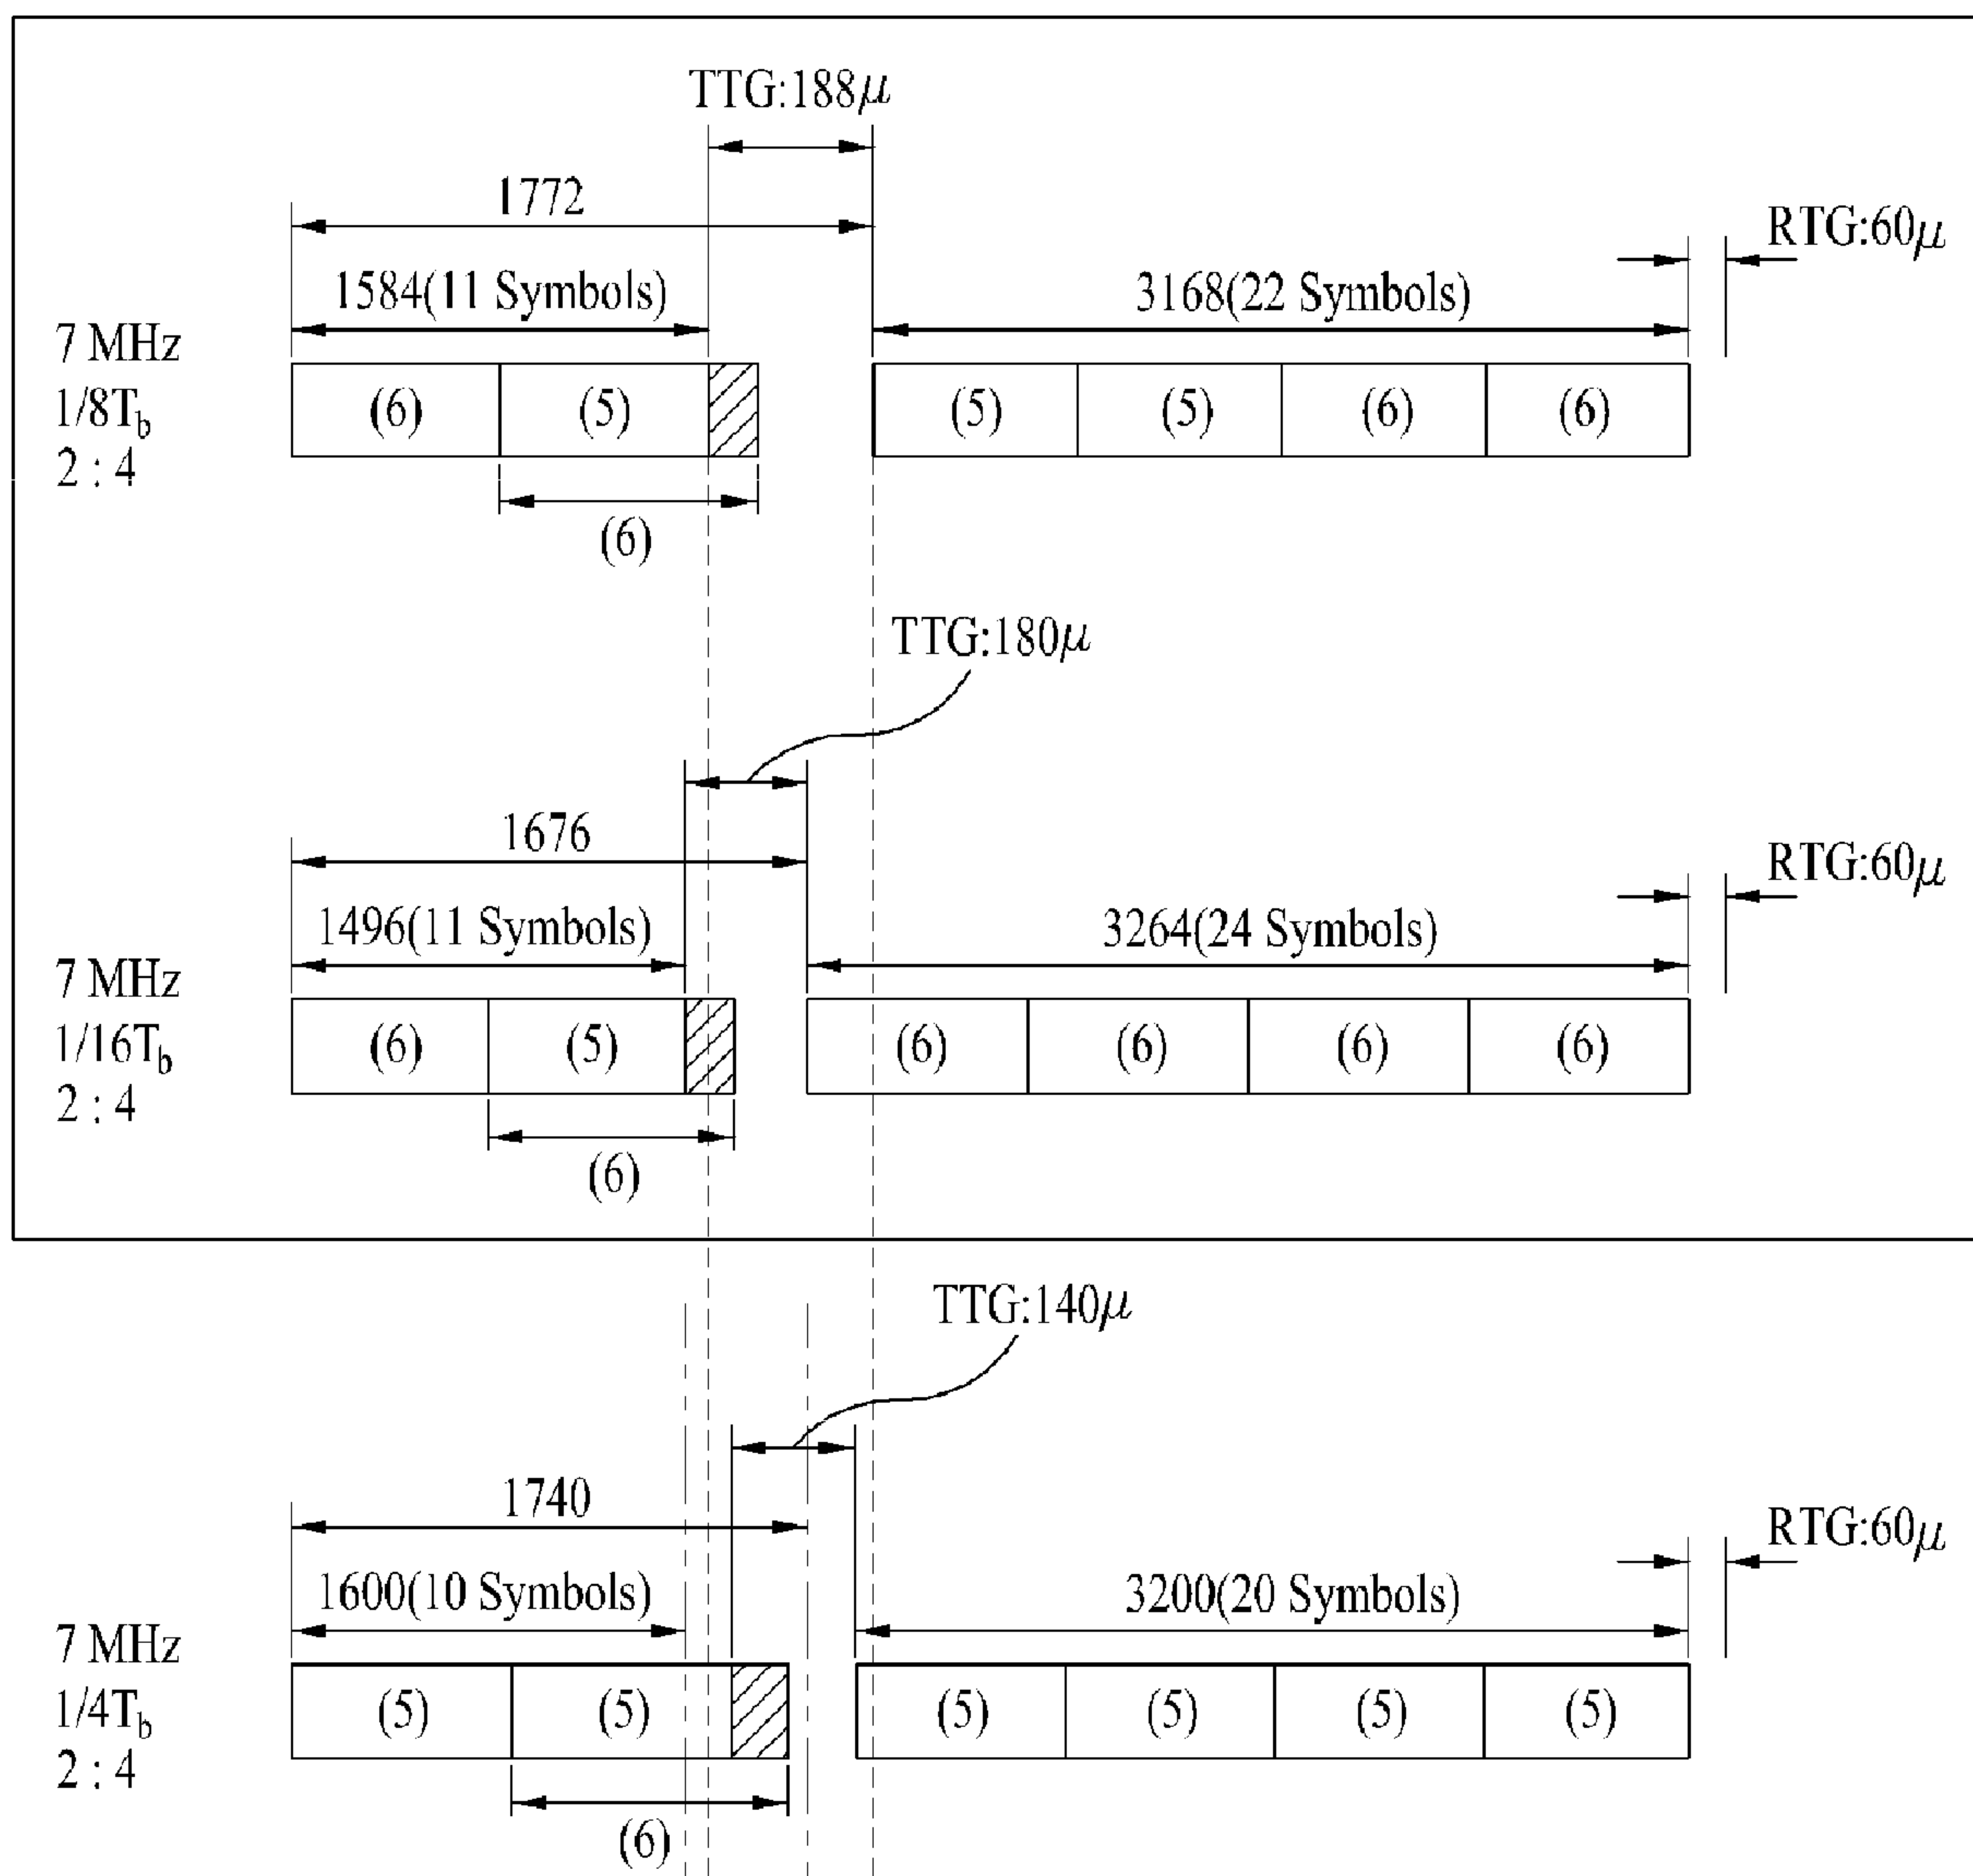 TTG:188μ
1772
RTG:60μ
1584(11 Symbols)
3168(22 Symbols)
7 MHz
1/8Tb
2 : 4
(6)
(5)
(5)
(5)
(6)
(6)
(6)
TTG:180μ
1676
RTG:60μ
1496(11 Symbols)
3264(24 Symbols)
7 MHz
1/16Tb
2 : 4
(6)
(5)
(6)
(6)
(6)
(6)
(6)
TTG:140μ
1740
RTG:60μ
1600(10 Symbols)
3200(20 Symbols)
7 MHz
1/4Tb
2 : 4
(5)
(5)
(5)
(5)
(5)
(5)
(6)